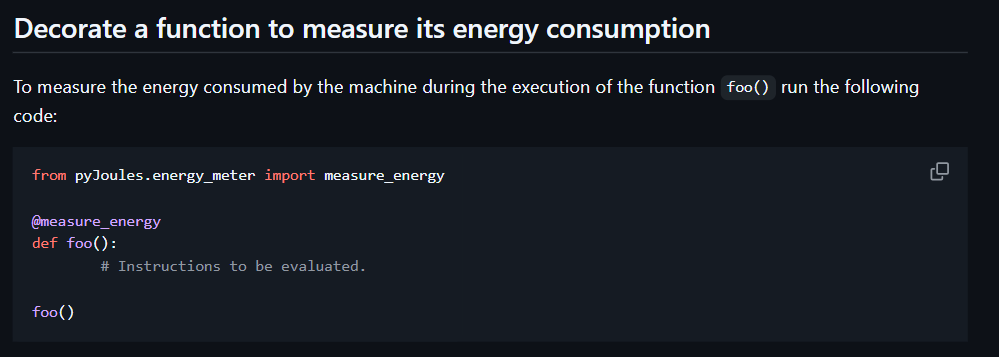 Decorate a function to measure its energy consumption
To measure the energy consumed by the machine during the execution of the function foo() run the following
code:
from pyJoules.energy_meter import measure_energy
@measure_energy
def foo():
        # Instructions to be evaluated.
foo()